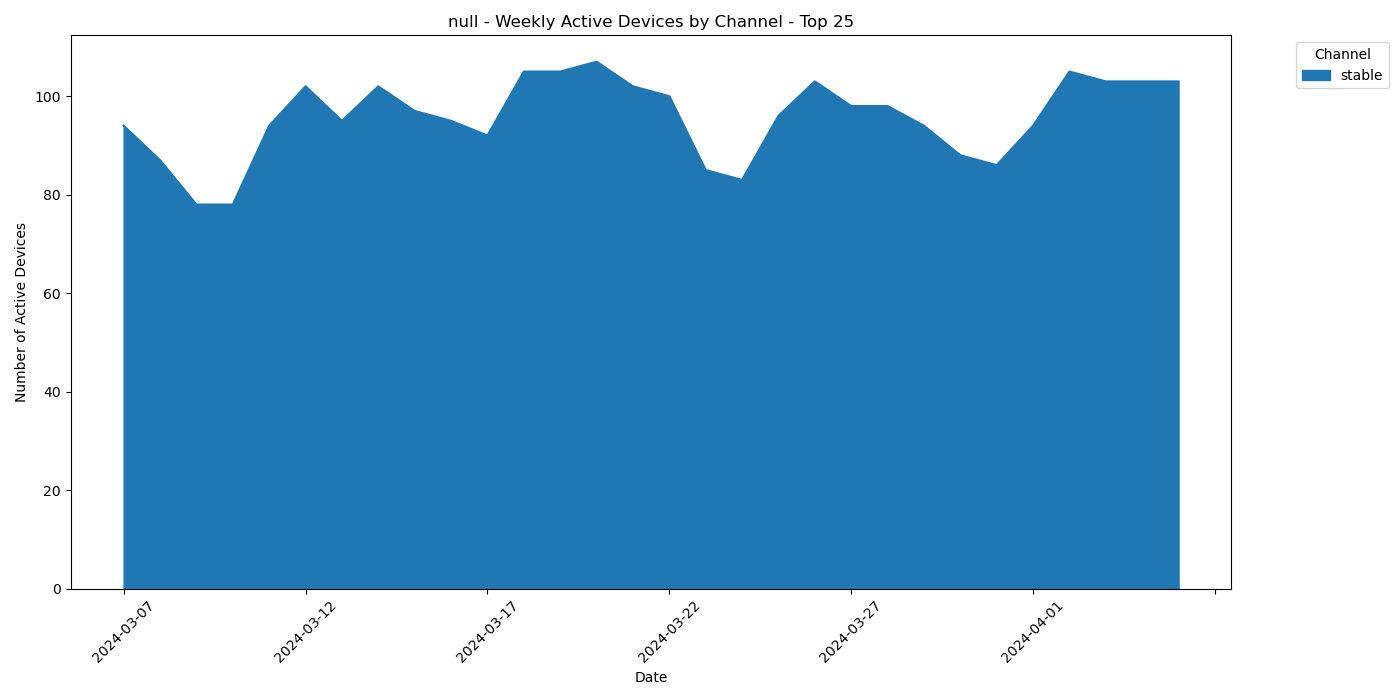 null - Weekly Active Devices by Channel - Top 25
Channel
stable
Number of Active Devices
100
80
60
40
20
0
2024-03-07
2024-03-12
2024-03-17
2024-03-22
2024-03-27
2024-04-01
Date